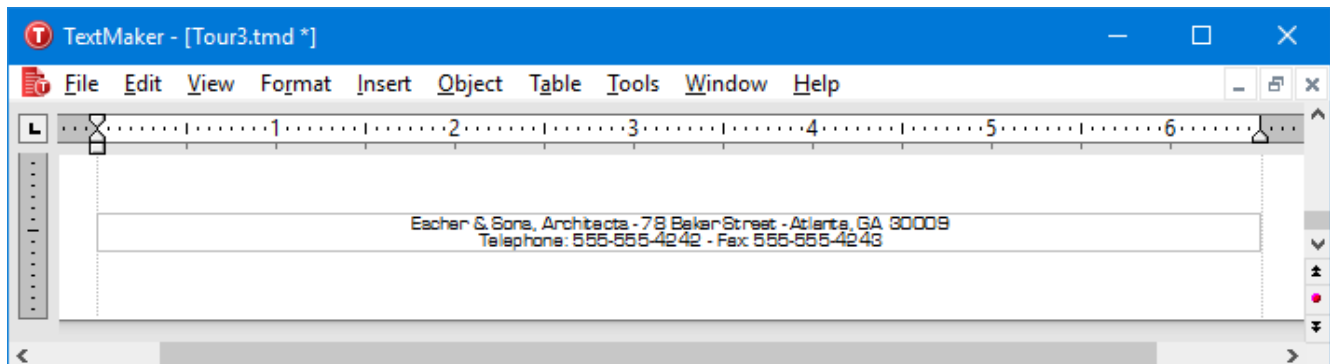 TextMaker - [Tour3.tmd *]
File Edit View Format Insert Object Table Tools Window Help
L 1 2 3 4 5 6
Escher & Sons, Architects - 78 Baker Street - Atlanta, GA 30009
Telephone: 555-555-4242 - Fax: 555-555-4243